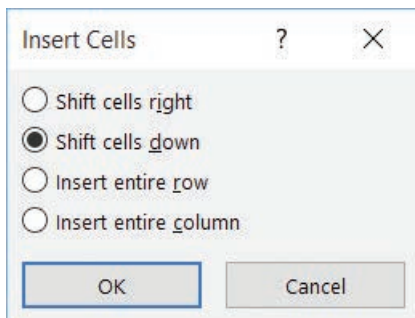 Insert Cells ? ×
Shift cells right
Shift cells down
Insert entire row
Insert entire column
OK Cancel